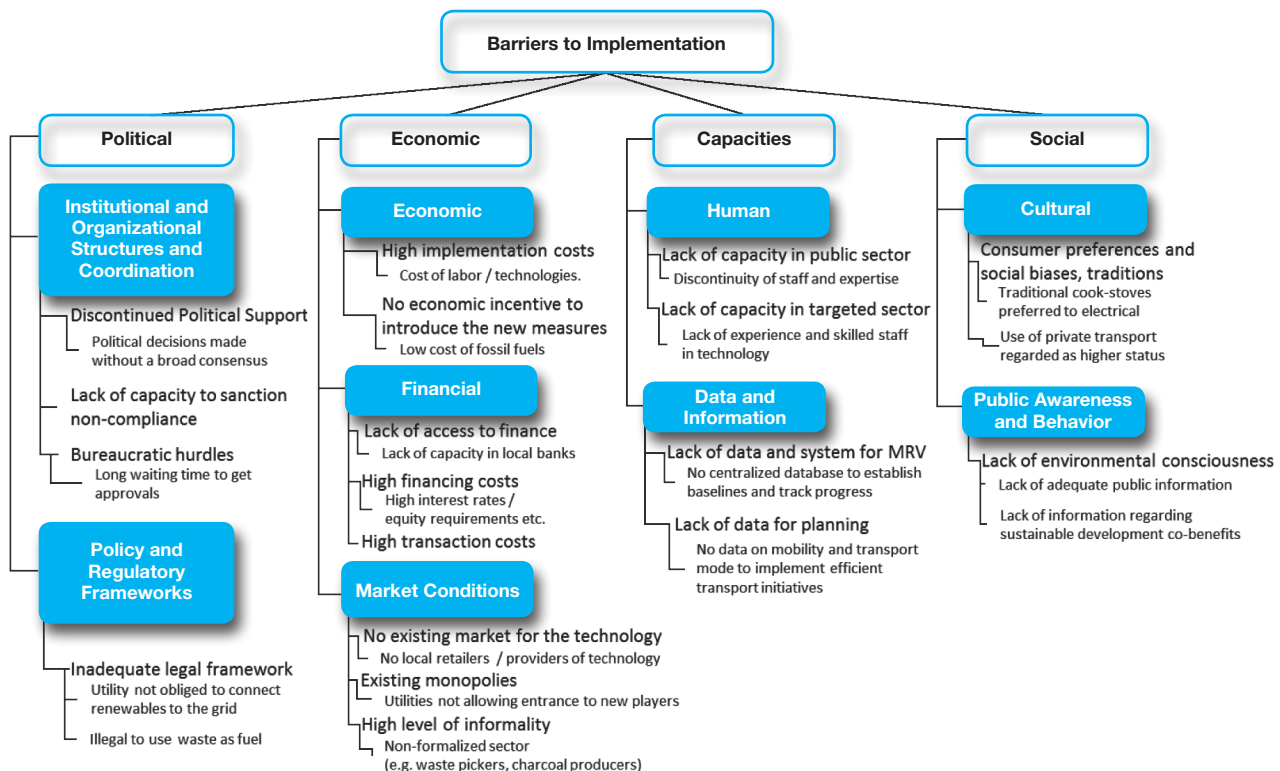 Barriers to Implementation
Political
Institutional and
Organizational
Structures and
Coordination
Discontinued Political Support
Political decisions made
without a broad consensus
Lack of capacity to sanction
non-compliance
Bureaucratic hurdles
Long waiting time to get
approvals
Policy and
Regulatory
Frameworks
Inadequate legal framework
Utility not obliged to connect
renewables to the grid
Illegal to use waste as fuel
Economic
Economic
High implementation costs
Cost of labor / technologies.
No economic incentive to
introduce the new measures
Low cost of fossil fuels
Financial
Lack of access to finance
Lack of capacity in local banks
High financing costs
High interest rates /
equity requirements etc.
High transaction costs
Market Conditions
No existing market for the technology
No local retailers / providers of technology
Existing monopolies
Utilities not allowing entrance to new players
High level of informality
Non-formalized sector
(e.g. waste pickers, charcoal producers)
Capacities
Human
Lack of capacity in public sector
Discontinuity of staff and expertise
Lack of capacity in targeted sector
Lack of experience and skilled staff
in technology
Data and
Information
Lack of data and system for MRV
No centralized database to establish
baselines and track progress
Lack of data for planning
No data on mobility and transport
mode to implement efficient
transport initiatives
Social
Cultural
Consumer preferences and
social biases, traditions
Traditional cook-stoves
preferred to electrical
Use of private transport
regarded as higher status
Public Awareness
and Behavior
Lack of environmental consciousness
Lack of adequate public information
Lack of information regarding
sustainable development co-benefits